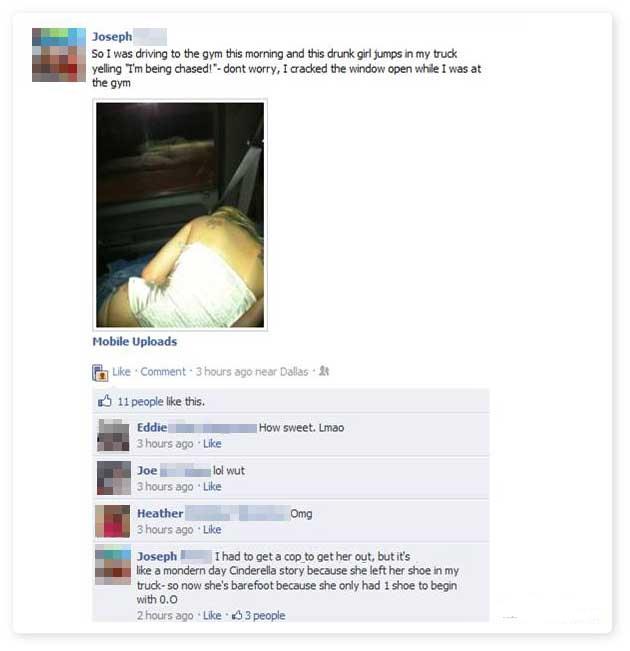 Joseph
So I was driving to the gym this morning and this drunk girl jumps in my truck
yelling "I'm being chased!"- dont worry, I cracked the window open while I was at
the gym
Mobile Uploads
Like · Comment · 3 hours ago near Dallas ·
11 people like this.
Eddie How sweet. Lmao
3 hours ago · Like
Joe lol wut
3 hours ago · Like
Heather Omg
3 hours ago · Like
Joseph I had to get a cop to get her out, but it's
like a mondern day Cinderella story because she left her shoe in my
truck- so now she's barefoot because she only had 1 shoe to begin
with 0.O
2 hours ago · Like · 3 people